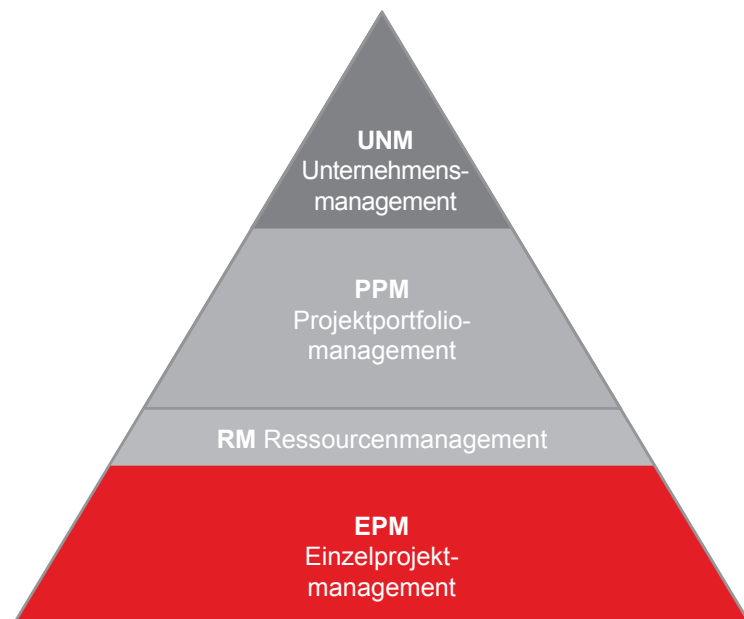 UNM
Unternehmens-
management
PPM
Projektportfolio-
management
RM Ressourcenmanagement
EPM
Einzelprojekt-
management